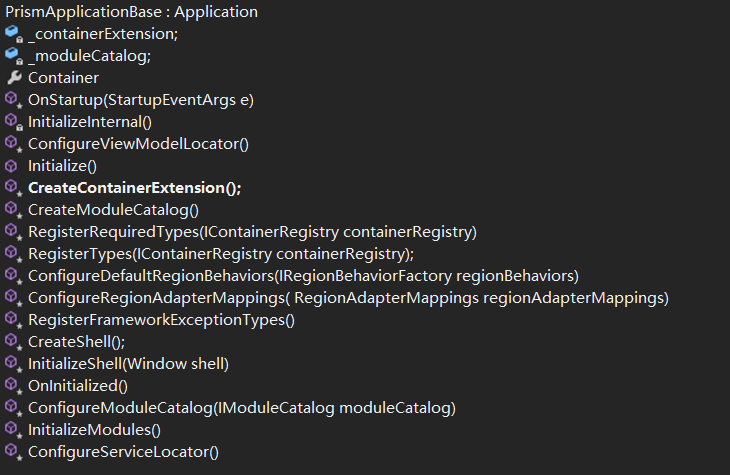 PrismApplicationBase : Application
_containerExtension;
_moduleCatalog;
Container
OnStartup(StartupEventArgs e)
InitializeInternal()
ConfigureViewModelLocator()
Initialize()
CreateContainerExtension();
CreateModuleCatalog()
RegisterRequiredTypes(IContainerRegistry containerRegistry)
RegisterTypes(IContainerRegistry containerRegistry);
ConfigureDefaultRegionBehaviors(IRegionBehaviorFactory regionBehaviors)
ConfigureRegionAdapterMappings( RegionAdapterMappings regionAdapterMappings)
RegisterFrameworkExceptionTypes()
CreateShell();
InitializeShell(Window shell)
OnInitialized()
ConfigureModuleCatalog(IModuleCatalog moduleCatalog)
InitializeModules()
ConfigureServiceLocator()